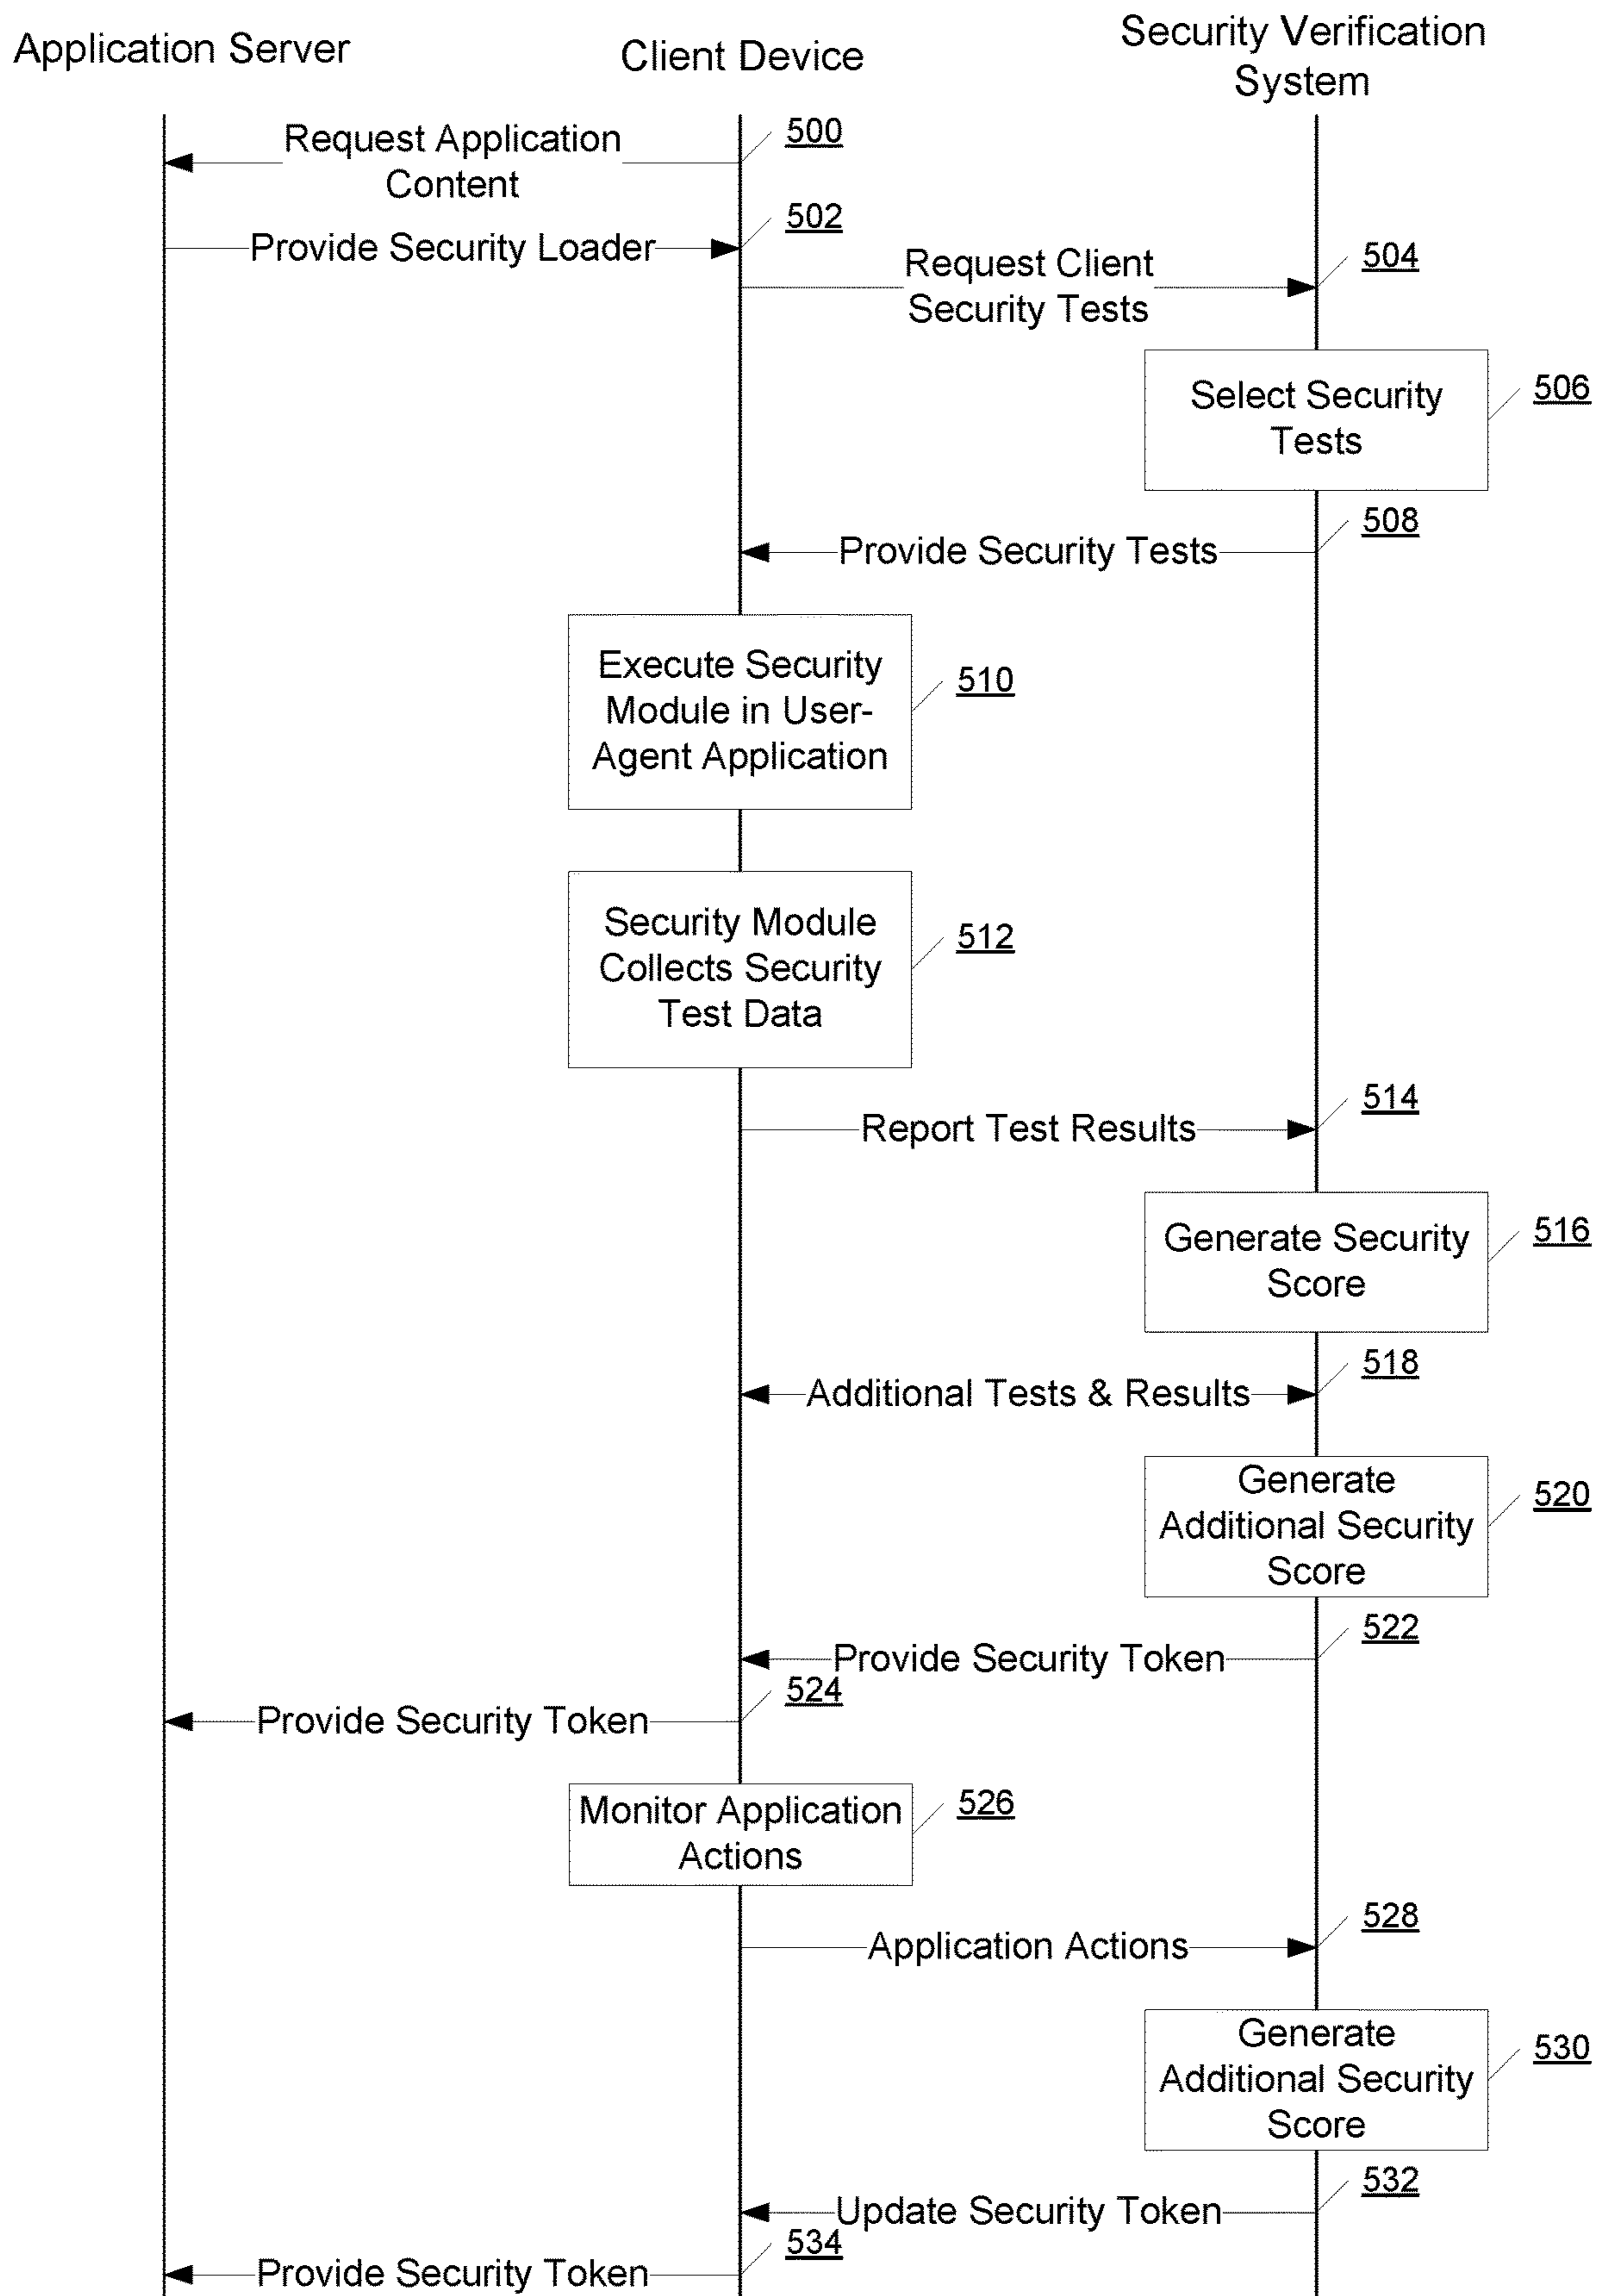 Application Server
Client Device
Security Verification
System
Request Application
Content
500
Provide Security Loader
502
Request Client
Security Tests
504
Select Security
Tests
506
Provide Security Tests
508
Execute Security
Module in User-
Agent Application
510
Security Module
Collects Security
Test Data
512
Report Test Results
514
Generate Security
Score
516
Additional Tests & Results
518
Generate
Additional Security
Score
520
Provide Security Token
522
Provide Security Token
524
Monitor Application
Actions
526
Application Actions
528
Generate
Additional Security
Score
530
Update Security Token
532
Provide Security Token
534